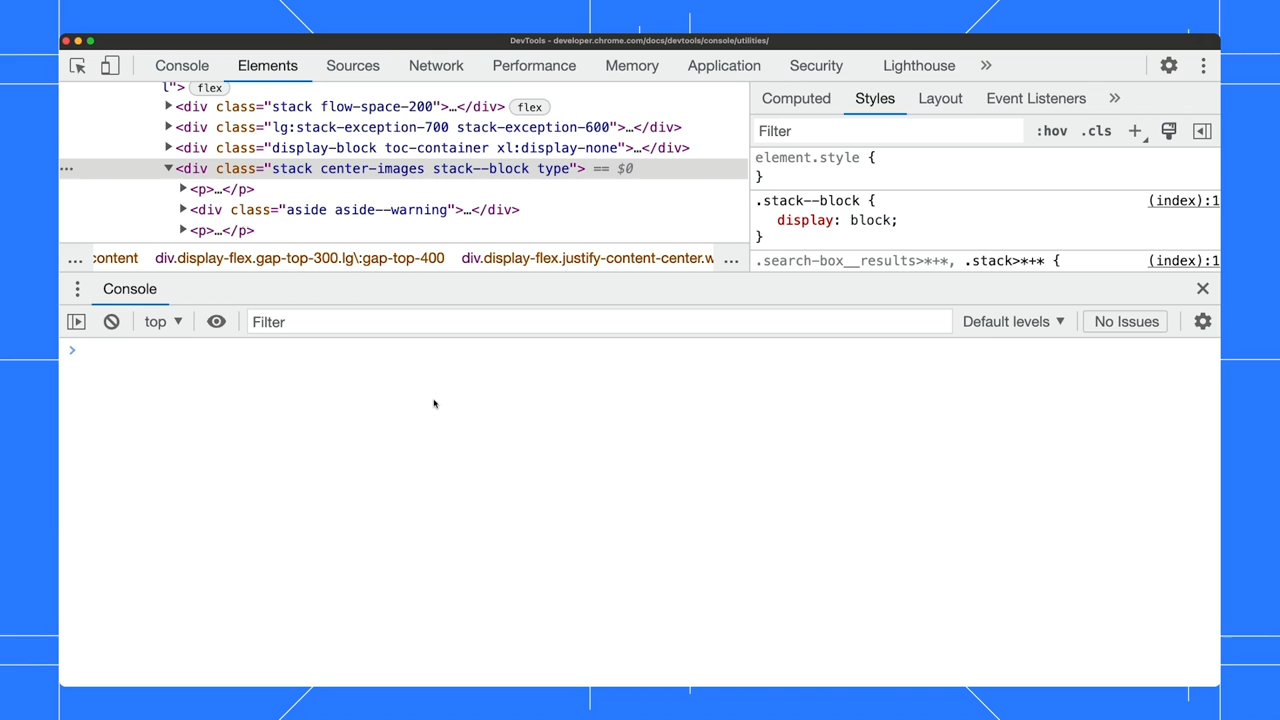 DevTools - developer.chrome.com/docs/devtools/console/utilities/
Console Elements Sources Network Performance Memory Application Security Lighthouse »
l"> flex
<div class="stack flow-space-200">…</div> flex
<div class="lg:stack-exception-700 stack-exception-600">…</div>
<div class="display-block toc-container xl:display-none">…</div>
… <div class="stack center-images stack--block type"> == $0
<p>…</p>
<div class="aside aside--warning">…</div>
<p>…</p>
… :ontent div.display-flex.gap-top-300.lg\:gap-top-400 div.display-flex.justify-content-center.w …
Computed Styles Layout Event Listeners »
Filter :hov .cls +
element.style {
}
.stack--block { (index):1
display: block;
}
.search-box__results>*+*, .stack>*+* { (index):1
Console
top ▼ Filter Default levels ▼ No Issues
>